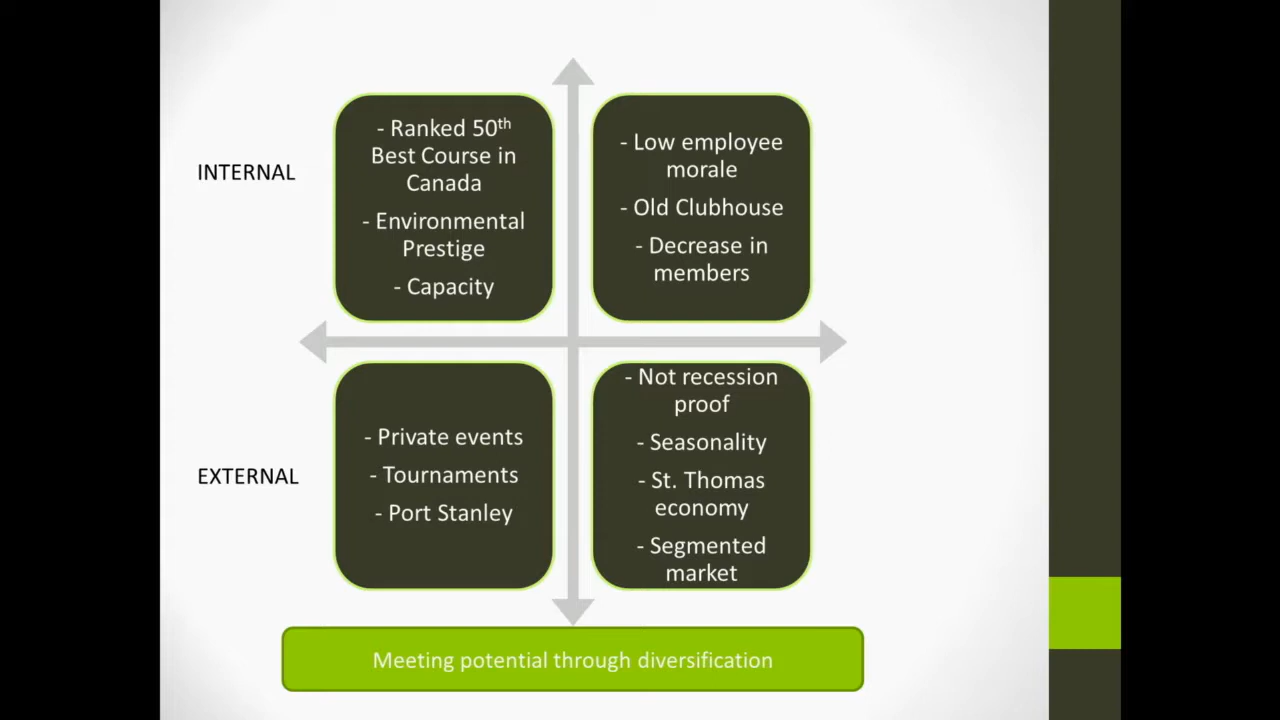 INTERNAL
- Ranked 50th
Best Course in
Canada
- Environmental
Prestige
- Capacity
- Low employee
morale
- Old Clubhouse
- Decrease in
members
EXTERNAL
- Private events
- Tournaments
- Port Stanley
- Not recession
proof
- Seasonality
- St. Thomas
economy
- Segmented
market
Meeting potential through diversification